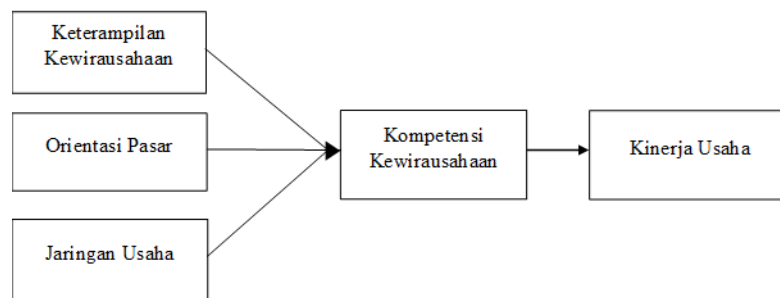 Keterampilan
Kewirausahaan
Orientasi Pasar
Jaringan Usaha
Kompetensi
Kewirausahaan
Kinerja Usaha